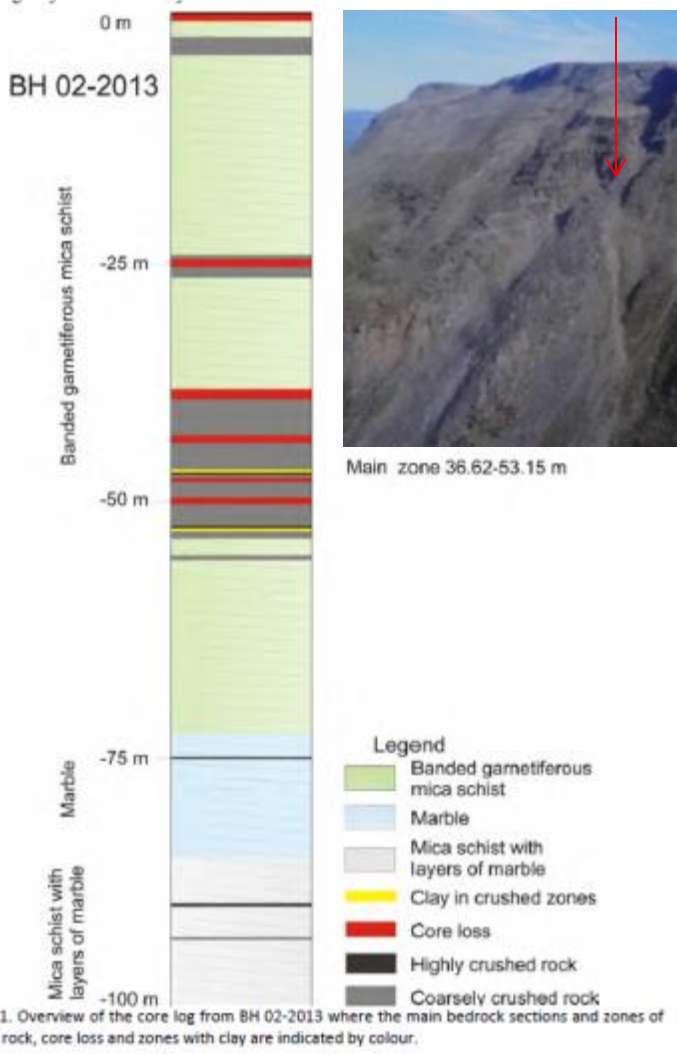 0 m
BH 02-2013
Banded garnetiferous mica schist
-25 m
Main zone 36.62-53.15 m
-50 m
Marble
-75 m
Mica schist with
layers of marble
-100 m
Legend
Banded garnetiferous
mica schist
Marble
Mica schist with
layers of marble
Clay in crushed zones
Core loss
Highly crushed rock
Coarsely crushed rock
1. Overview of the core log from BH 02-2013 where the main bedrock sections and zones of
rock, core loss and zones with clay are indicated by colour.